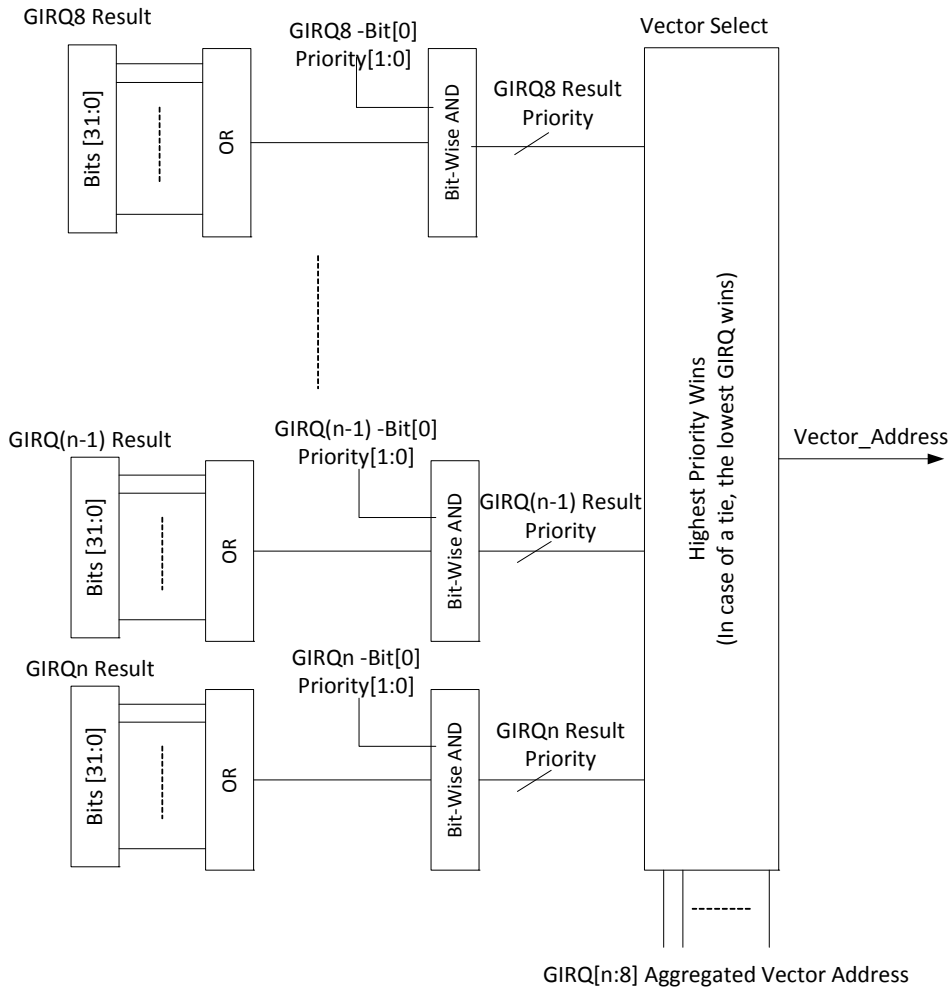 GIRQ8 Result
GIRQ8 -Bit[0]
Priority[1:0]
Vector Select
Bits [31:0]
OR
Bit-Wise AND
GIRQ8 Result
Priority
Highest Priority Wins
(In case of a tie, the lowest GIRQ wins)
Vector_Address
GIRQ(n-1) Result
GIRQ(n-1) -Bit[0]
Priority[1:0]
Bits [31:0]
OR
Bit-Wise AND
GIRQ(n-1) Result
Priority
GIRQn Result
GIRQn -Bit[0]
Priority[1:0]
Bits [31:0]
OR
Bit-Wise AND
GIRQn Result
Priority
GIRQ[n:8] Aggregated Vector Address